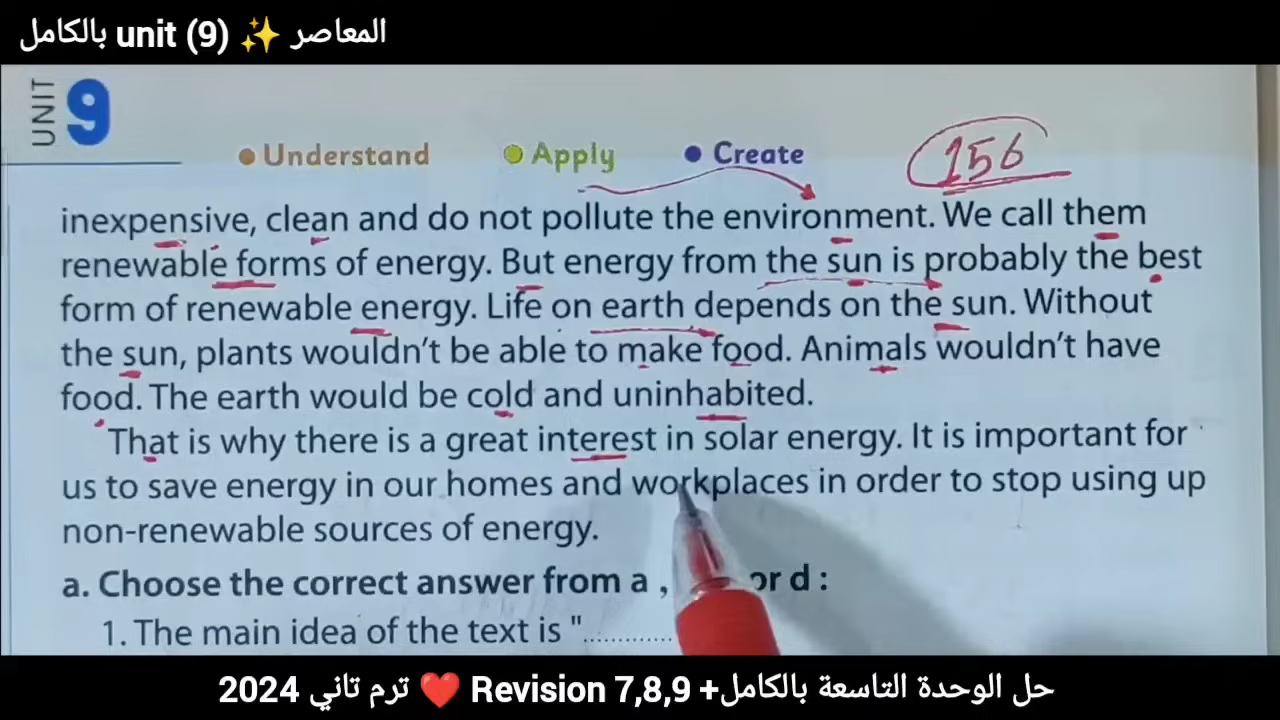 المعاصر ✨ unit (9) بالكامل
UNIT 9
Understand Apply Create
156
inexpensive, clean and do not pollute the environment. We call them
renewable forms of energy. But energy from the sun is probably the best
form of renewable energy. Life on earth depends on the sun. Without
the sun, plants wouldn't be able to make food. Animals wouldn't have
food. The earth would be cold and uninhabited.
That is why there is a great interest in solar energy. It is important for
us to save energy in our homes and workplaces in order to stop using up
non-renewable sources of energy.
a. Choose the correct answer from a , or d :
1. The main idea of the text is "............
حل الوحدة التاسعة بالكامل+ Revision 7,8,9 ❤️ ترم تاني 2024